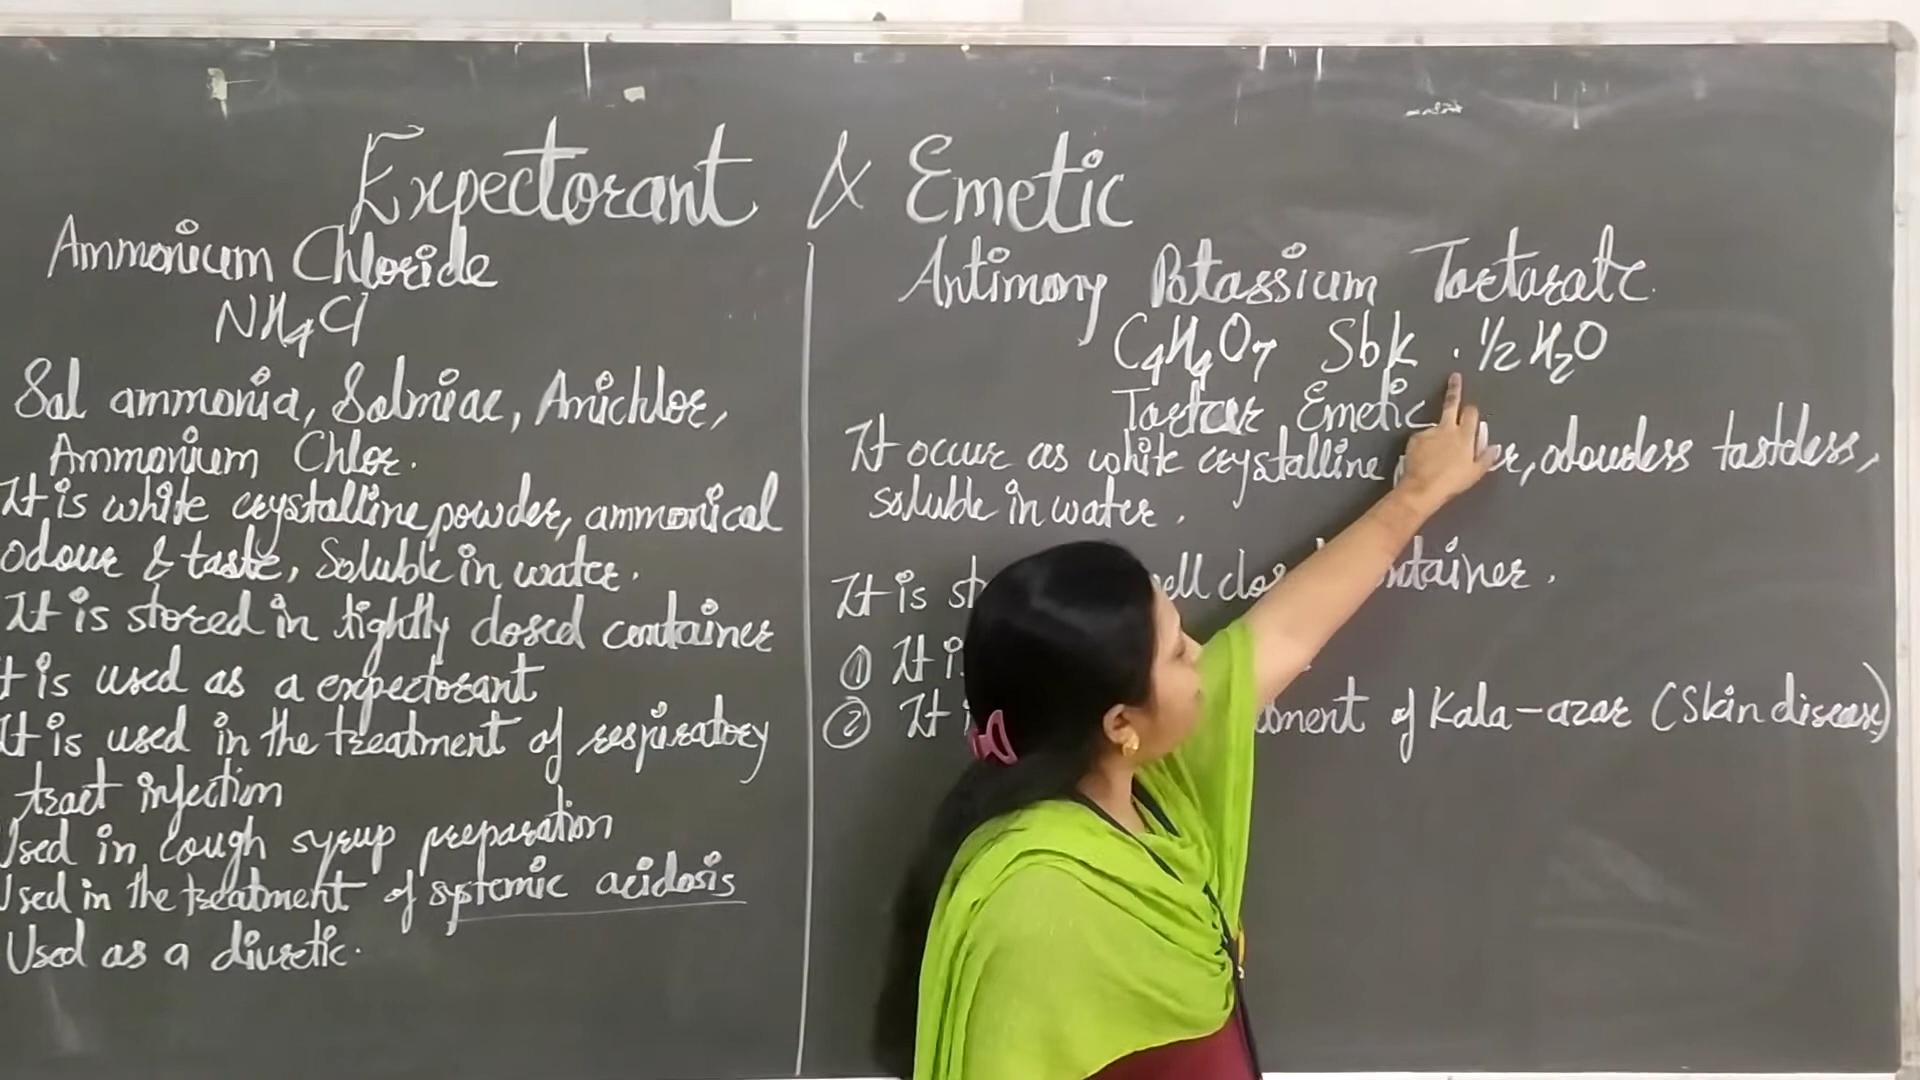 Expectorant & Emetic
Ammonium Chloride
NH4Cl
Sal ammonia, Salmiac, Amchlor,
Ammonium Chlor.
It is white crystalline powder, ammonical
odour & taste, Soluble in water.
It is stored in tightly closed container
It is used as a expectorant
It is used in the treatment of respiratory
tract infection
Used in cough syrup preparation
Used in the treatment of systemic acidosis
Used as a diuretic.
Antimony Potassium Tartarate.
C4H4O7 Sbk . 1/2 H2O
Tartar Emetic
It occur as white crystalline odourless tasteless,
soluble in water.
It is container.
① It
② It of Kala-azar (Skin disease)